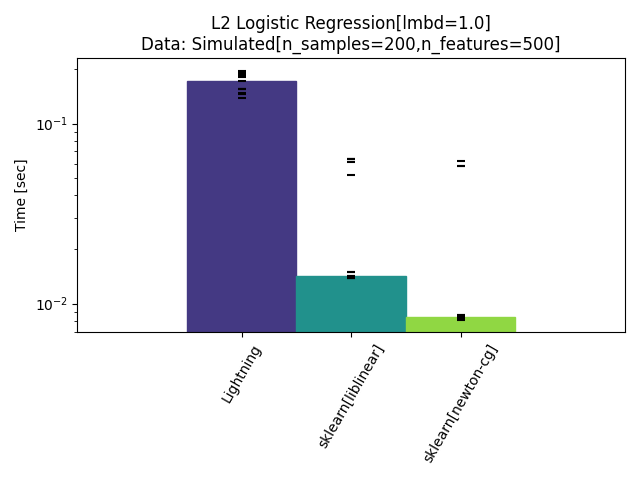 L2 Logistic Regression[lmbd=1.0]
Data: Simulated[n_samples=200,n_features=500]
Time [sec]
10⁻¹
10⁻²
Lightning
sklearn[liblinear]
sklearn[newton-cg]